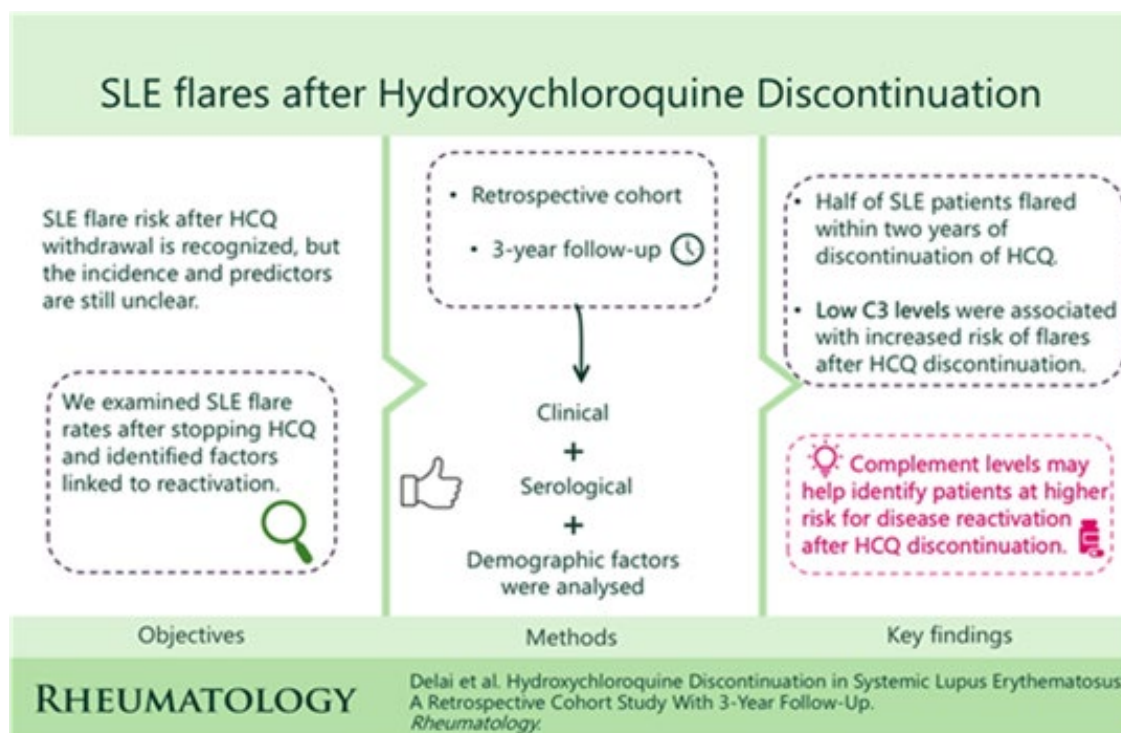 SLE flares after Hydroxychloroquine Discontinuation
SLE flare risk after HCQ
withdrawal is recognized, but
the incidence and predictors
are still unclear.
We examined SLE flare
rates after stopping HCQ
and identified factors
linked to reactivation.
Objectives
• Retrospective cohort
• 3-year follow-up
Clinical
+
Serological
+
Demographic factors
were analysed
Methods
• Half of SLE patients flared
within two years of
discontinuation of HCQ.
• Low C3 levels were associated
with increased risk of flares
after HCQ discontinuation.
Complement levels may
help identify patients at higher
risk for disease reactivation
after HCQ discontinuation.
Key findings
RHEUMATOLOGY
Delai et al. Hydroxychloroquine Discontinuation in Systemic Lupus Erythematosus
A Retrospective Cohort Study With 3-Year Follow-Up.
Rheumatology.